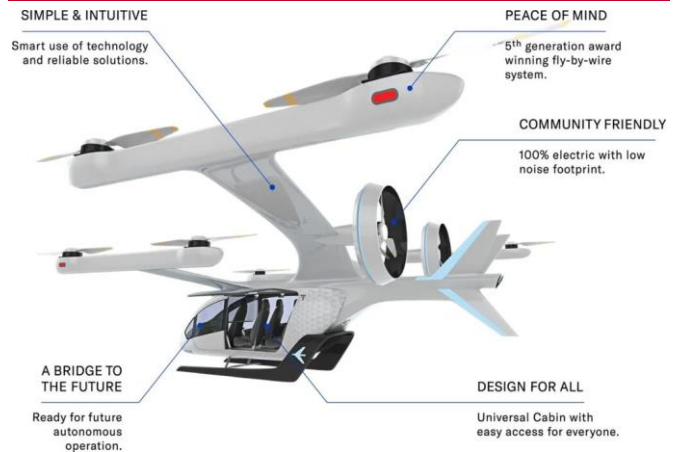 SIMPLE & INTUITIVE
Smart use of technology
and reliable solutions.
PEACE OF MIND
5th generation award
winning fly-by-wire
system.
COMMUNITY FRIENDLY
100% electric with low
noise footprint.
A BRIDGE TO
THE FUTURE
Ready for future
autonomous
operation.
DESIGN FOR ALL
Universal Cabin with
easy access for everyone.